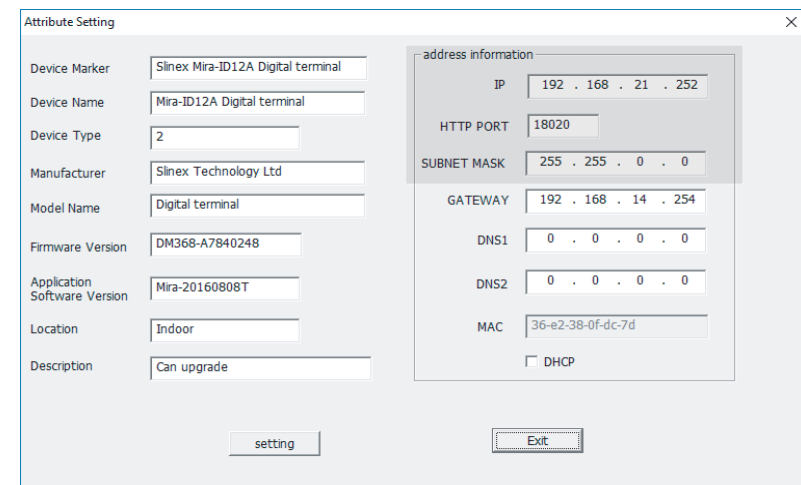 Attribute Setting
Device Marker Slinex Mira-ID12A Digital terminal
Device Name Mira-ID12A Digital terminal
Device Type 2
Manufacturer Slinex Technology Ltd
Model Name Digital terminal
Firmware Version DM368-A7840248
Application
Software Version Mira-20160808T
Location Indoor
Description Can upgrade
setting
address information
IP 192 . 168 . 21 . 252
HTTP PORT 18020
SUBNET MASK 255 . 255 . 0 . 0
GATEWAY 192 . 168 . 14 . 254
DNS1 0 . 0 . 0 . 0
DNS2 0 . 0 . 0 . 0
MAC 36-e2-38-0f-dc-7d
DHCP
Exit